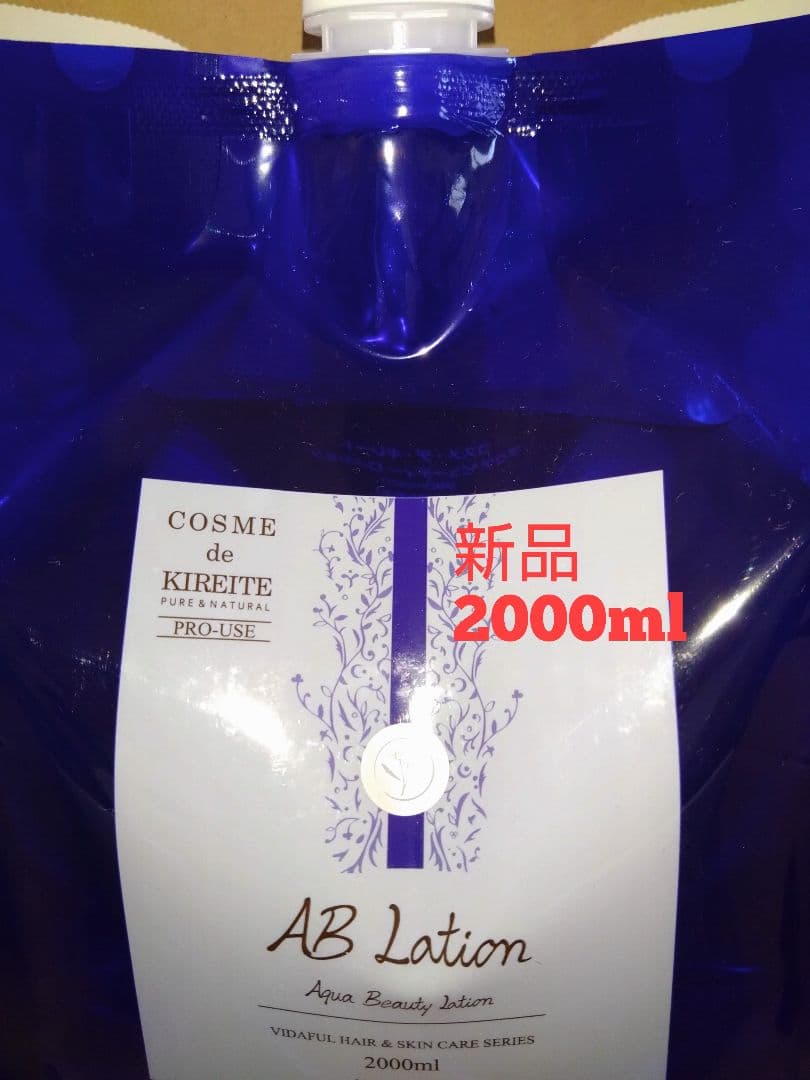 COSME
de
KIREITE
PURE & NATURAL
PRO-USE
新品
2000ml
AB Lation
Aqua Beauty Lation
VIDAFUL HAIR & SKIN CARE SERIES
2000ml